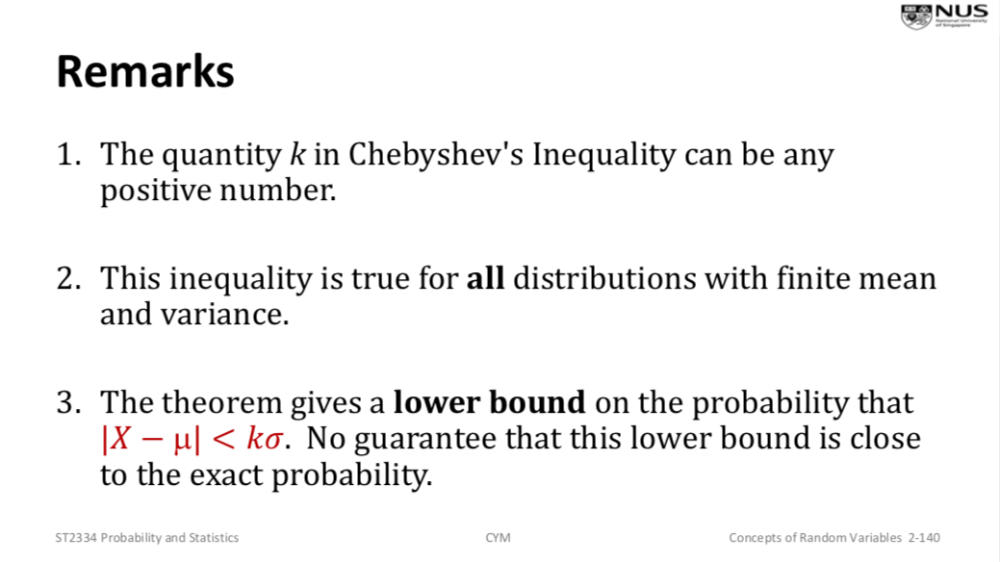 NUS
National University
of Singapore
Remarks
1. The quantity k in Chebyshev's Inequality can be any
positive number.
2. This inequality is true for all distributions with finite mean
and variance.
3. The theorem gives a lower bound on the probability that
|X − μ| < kσ. No guarantee that this lower bound is close
to the exact probability.
ST2334 Probability and Statistics
CYM
Concepts of Random Variables 2-140